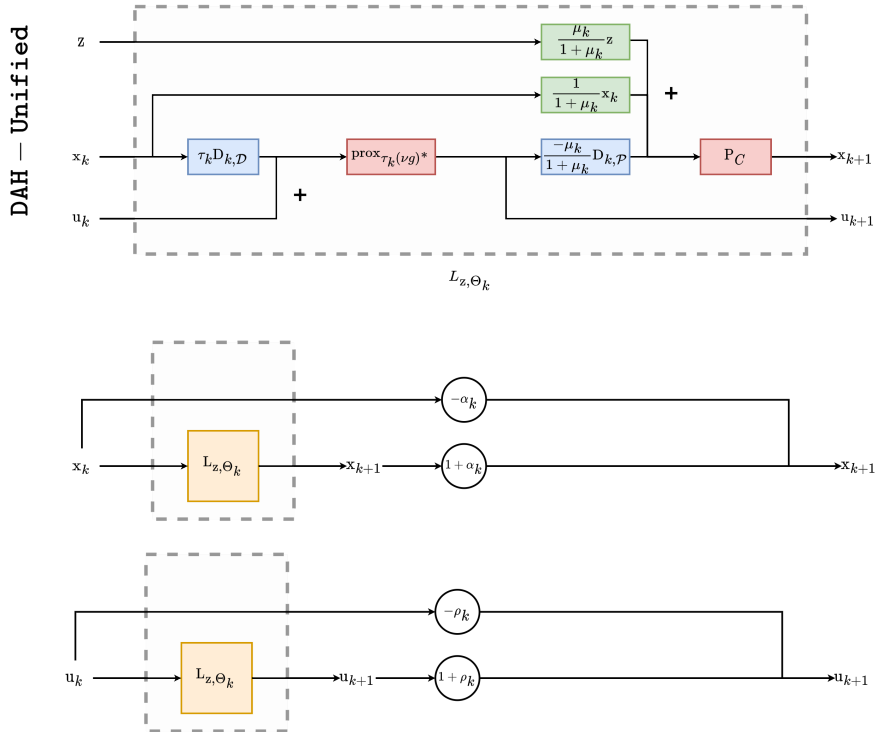 DAH – Unified
z
μ_k / (1 + μ_k) z
1 / (1 + μ_k) x_k
+
x_k
τ_k D_{k,𝒟}
prox_{τ_k(νg)*}
−μ_k / (1 + μ_k) D_{k,𝒫}
P_C
x_{k+1}
+
u_k
u_{k+1}
L_{z,Θ_k}
−α_k
x_k
L_{z,Θ_k}
x_{k+1}
1 + α_k
x_{k+1}
−ρ_k
u_k
L_{z,Θ_k}
u_{k+1}
1 + ρ_k
u_{k+1}